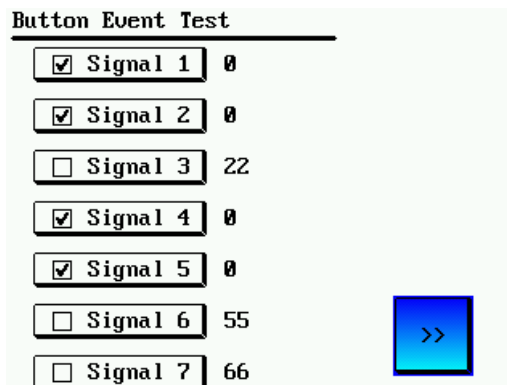 Button Event Test
Signal 1 0
Signal 2 0
Signal 3 22
Signal 4 0
Signal 5 0
Signal 6 55
>>
Signal 7 66